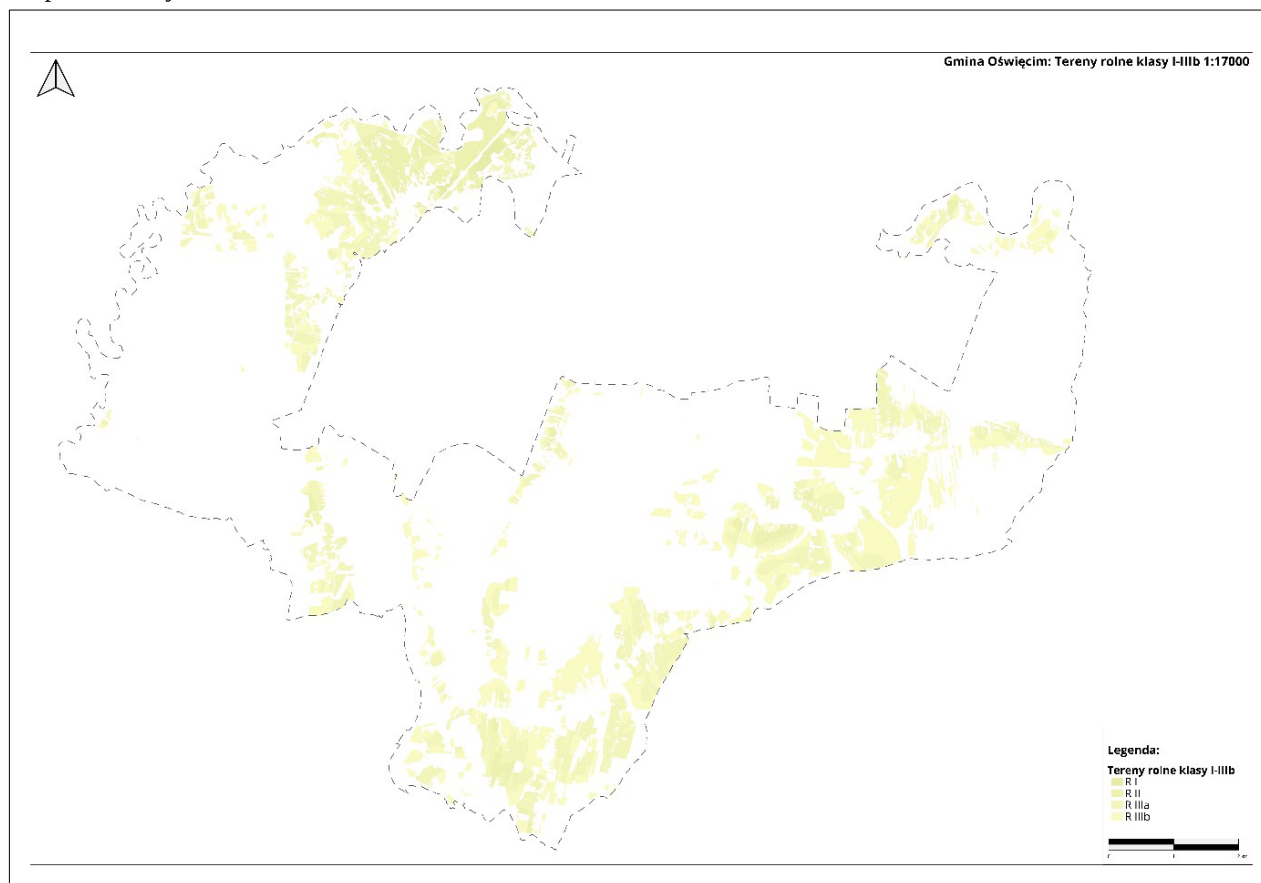 Gmina Oświęcim: Tereny rolne klasy I-IIIb 1:17000
Legenda:
Tereny rolne klasy I-IIIb
R I
R II
R IIIa
R IIIb